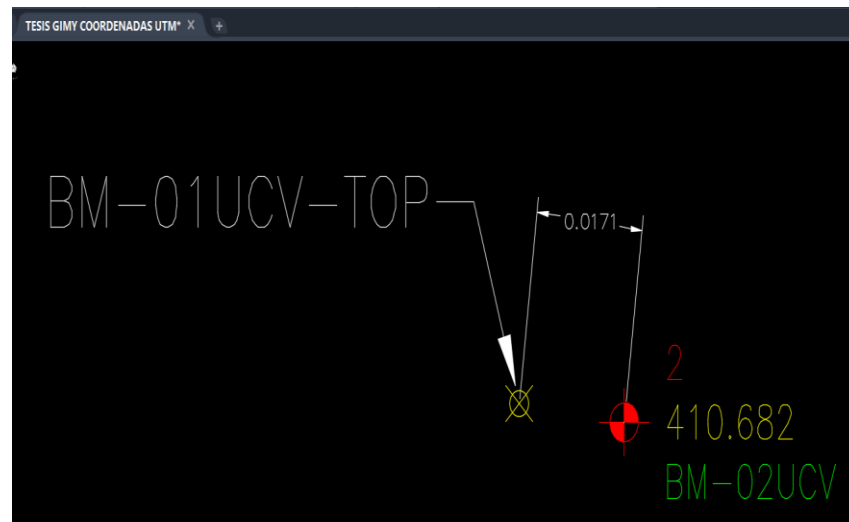 TESIS GIMY COORDENADAS UTM* X +
BM-01UCV-TOP
0.0171
2
410.682
BM-02UCV